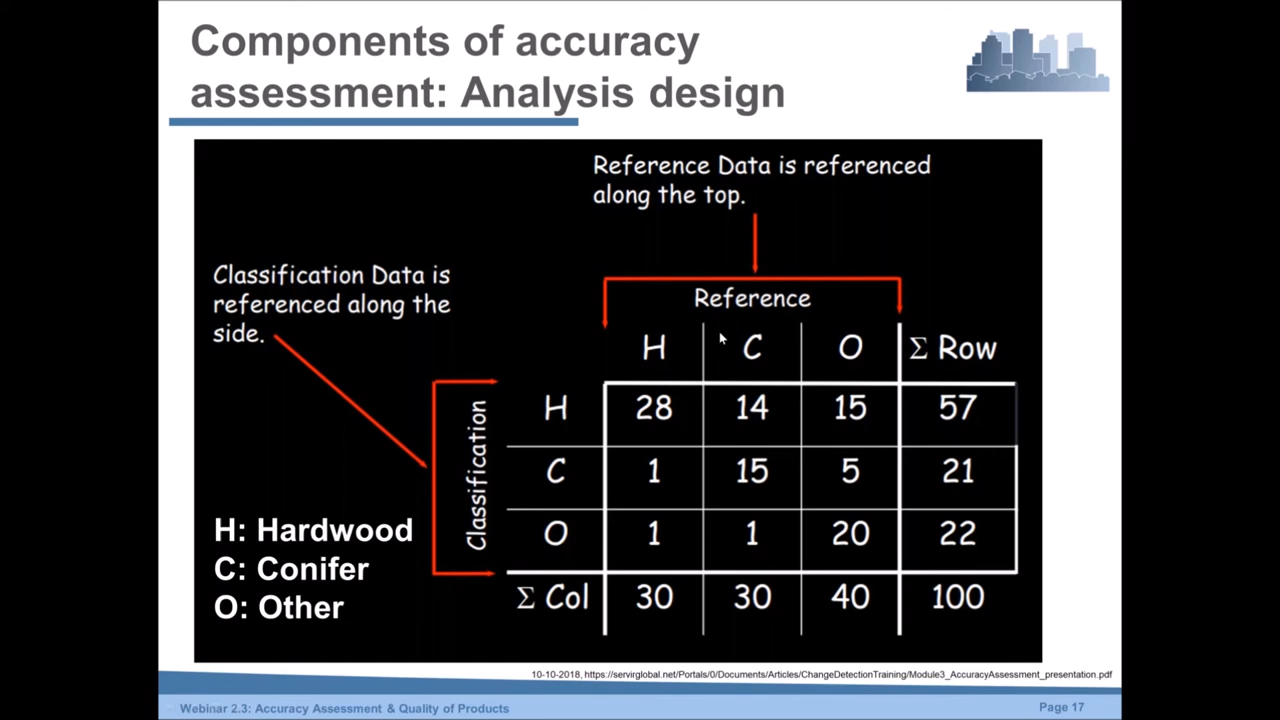 Components of accuracy
assessment: Analysis design
Reference Data is referenced
along the top.
Classification Data is
referenced along the
side.
Reference
H C O Σ Row
Classification
H 28 14 15 57
C 1 15 5 21
O 1 1 20 22
Σ Col 30 30 40 100
H: Hardwood
C: Conifer
O: Other
10-10-2018, https://servirglobal.net/Portals/0/Documents/Articles/ChangeDetectionTraining/Module3_AccuracyAssessment_presentation.pdf
Webinar 2.3: Accuracy Assessment & Quality of Products
Page 17